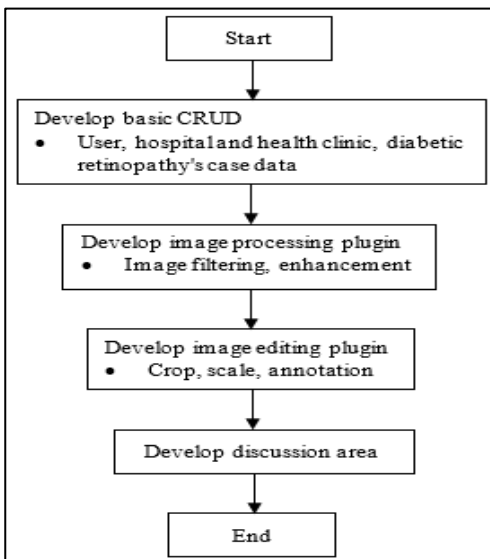 Start
Develop basic CRUD
● User, hospital and health clinic, diabetic
retinopathy's case data
Develop image processing plugin
● Image filtering, enhancement
Develop image editing plugin
● Crop, scale, annotation
Develop discussion area
End